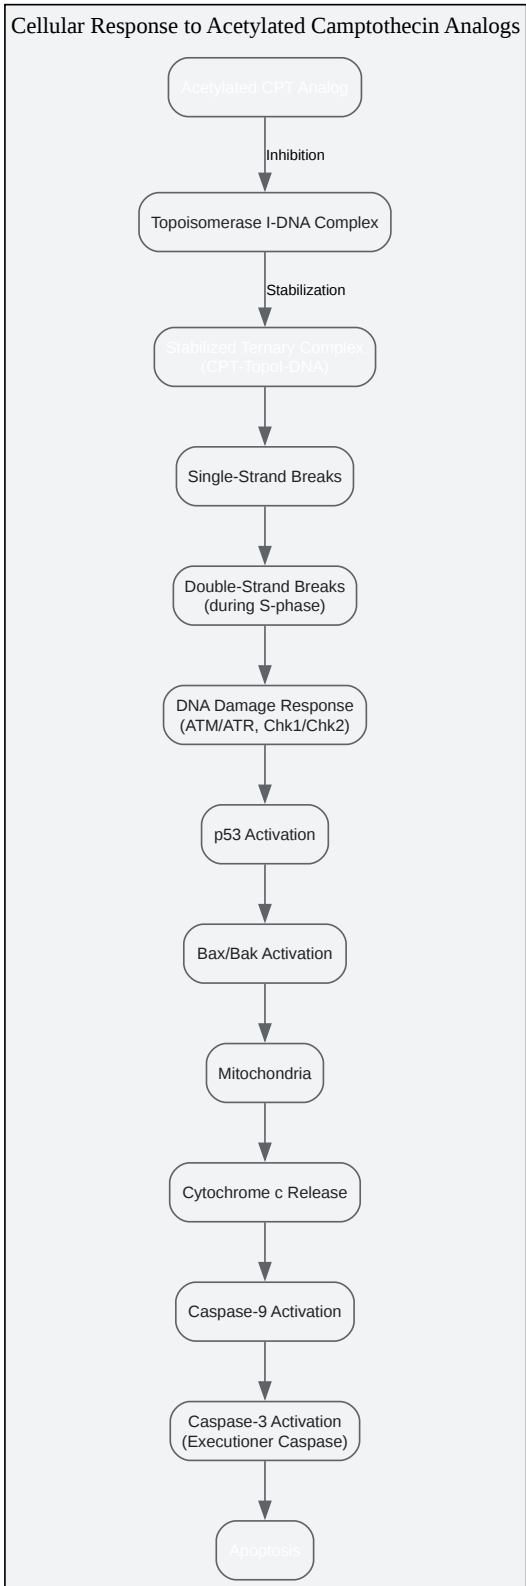 Cellular Response to Acetylated Camptothecin Analogs
Acetylated CPT Analog
Inhibition
Topoisomerase I-DNA Complex
Stabilization
Stabilized Ternary Complex
(CPT-TopoI-DNA)
Single-Strand Breaks
Double-Strand Breaks
(during S-phase)
DNA Damage Response
(ATM/ATR, Chk1/Chk2)
p53 Activation
Bax/Bak Activation
Mitochondria
Cytochrome c Release
Caspase-9 Activation
Caspase-3 Activation
(Executioner Caspase)
Apoptosis